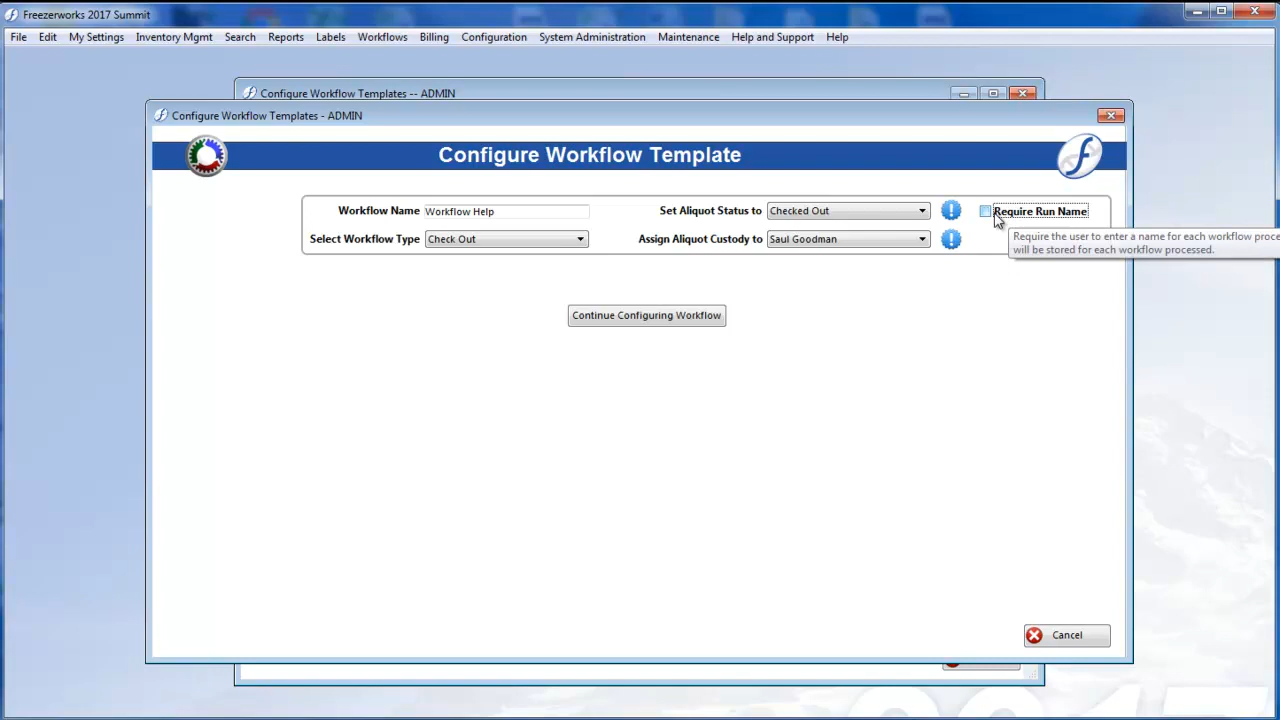 Freezerworks 2017 Summit
File Edit My Settings Inventory Mgmt Search Reports Labels Workflows Billing Configuration System Administration Maintenance Help and Support Help
Configure Workflow Templates -- ADMIN
Configure Workflow Templates - ADMIN
Configure Workflow Template
Workflow Name Workflow Help Set Aliquot Status to Checked Out Require Run Name
Select Workflow Type Check Out Assign Aliquot Custody to Saul Goodman
Require the user to enter a name for each workflow proce
will be stored for each workflow processed.
Continue Configuring Workflow
Cancel